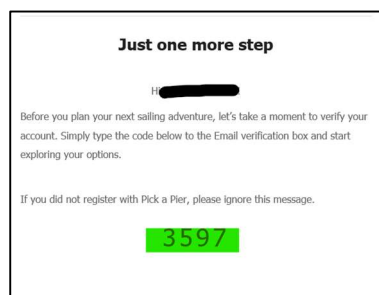 Just one more step
Hi
Before you plan your next sailing adventure, let's take a moment to verify your
account. Simply type the code below to the Email verification box and start
exploring your options.
If you did not register with Pick a Pier, please ignore this message.
3597